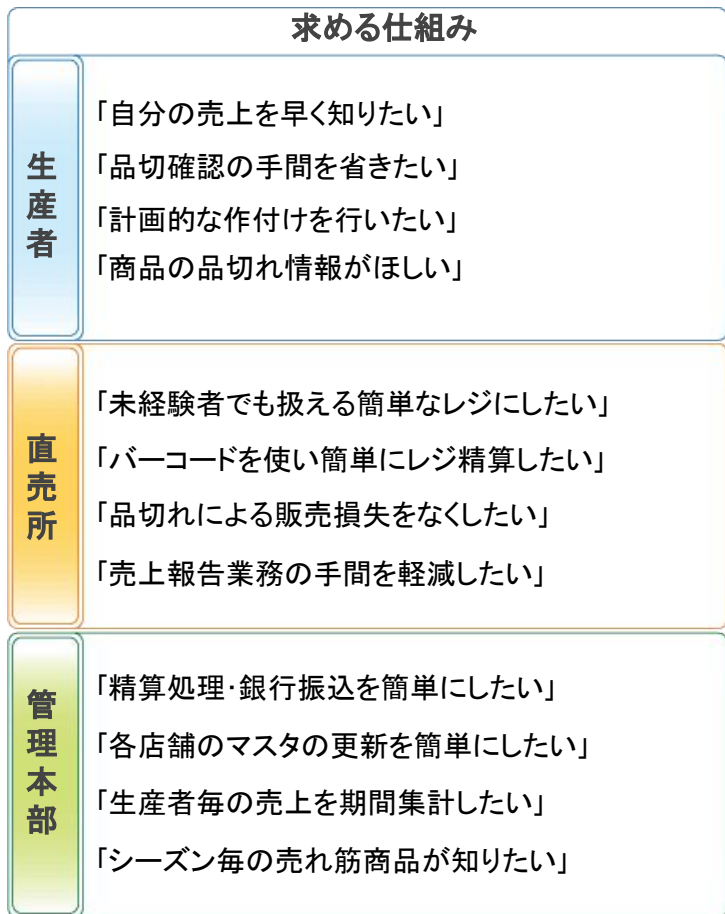 求める仕組み
生産者
「自分の売上を早く知りたい」
「品切確認の手間を省きたい」
「計画的な作付けを行いたい」
「商品の品切れ情報がほしい」
直売所
「未経験者でも扱える簡単なレジにしたい」
「バーコードを使い簡単にレジ精算したい」
「品切れによる販売損失をなくしたい」
「売上報告業務の手間を軽減したい」
管理本部
「精算処理・銀行振込を簡単にしたい」
「各店舗のマスタの更新を簡単にしたい」
「生産者毎の売上を期間集計したい」
「シーズン毎の売れ筋商品が知りたい」